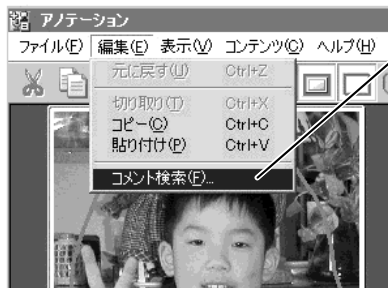 アノテーション
ファイル(F) 編集(E) 表示(V) コンテンツ(C) ヘルプ(H)
元に戻す(U) Ctrl+Z
切り取り(T) Ctrl+X
コピー(C) Ctrl+C
貼り付け(P) Ctrl+V
コメント検索(F)...